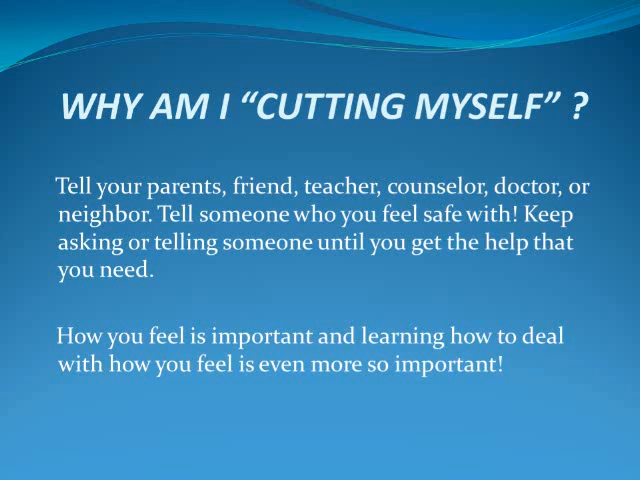 WHY AM I “CUTTING MYSELF” ?
Tell your parents, friend, teacher, counselor, doctor, or
neighbor. Tell someone who you feel safe with! Keep
asking or telling someone until you get the help that
you need.
How you feel is important and learning how to deal
with how you feel is even more so important!